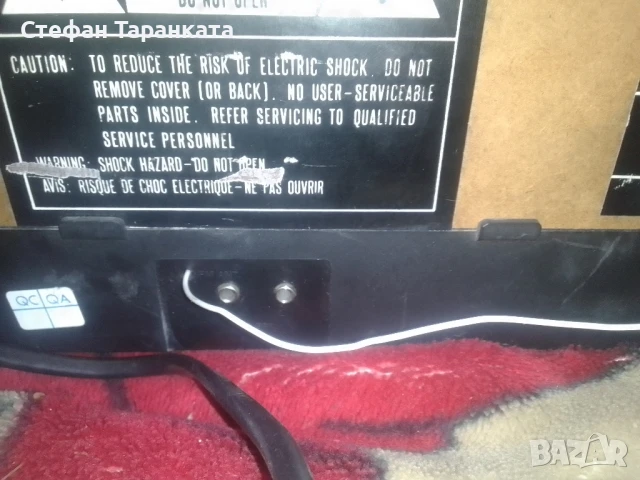 Стефан Таранката
DO NOT OPEN
CAUTION: TO REDUCE THE RISK OF ELECTRIC SHOCK, DO NOT
REMOVE COVER (OR BACK). NO USER-SERVICEABLE
PARTS INSIDE. REFER SERVICING TO QUALIFIED
SERVICE PERSONNEL
WARNING: SHOCK HAZARD-DO NOT OPEN
AVIS: RISQUE DE CHOC ELECTRIQUE-NE PAS OUVRIR
QC QA
BAZAR